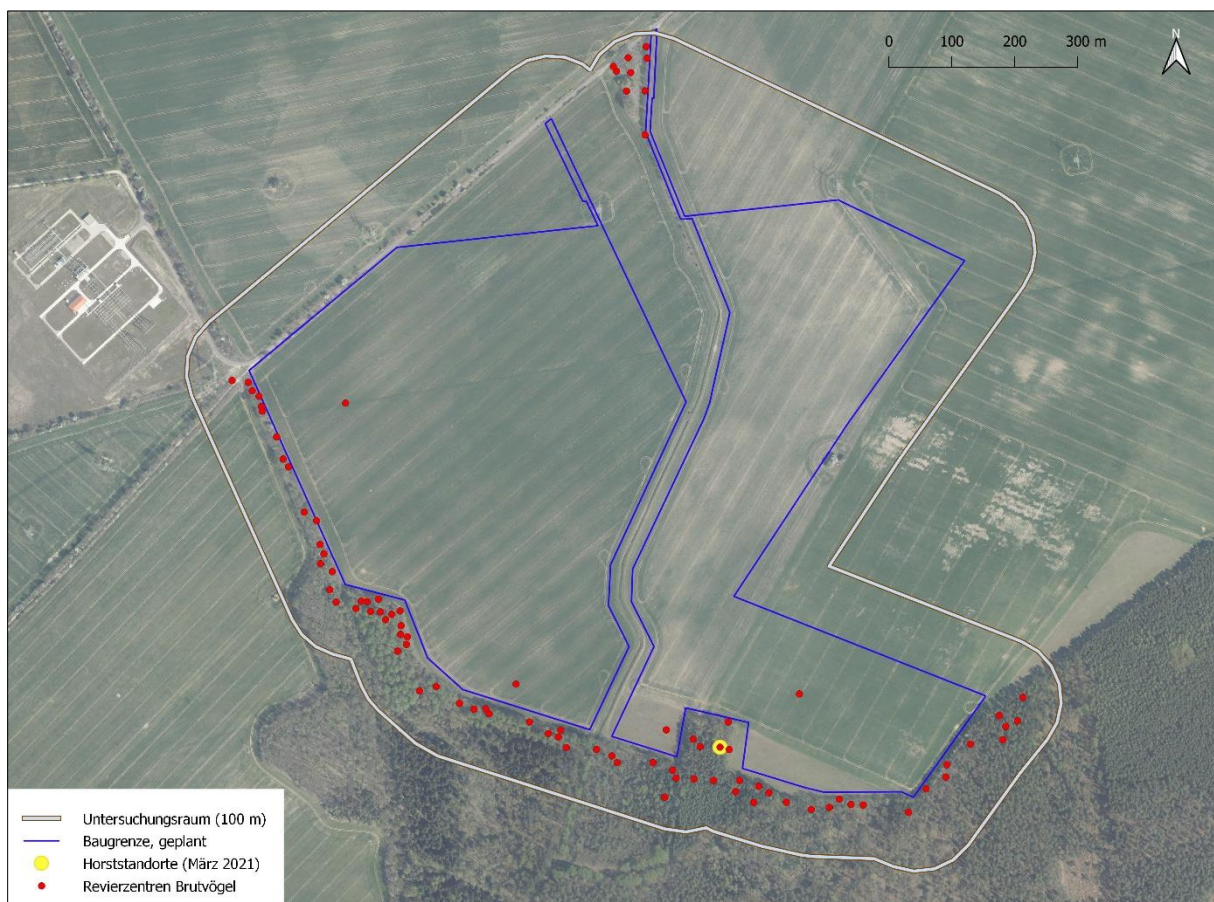 0 100 200 300 m
N
Untersuchungsraum (100 m)
Baugrenze, geplant
Horststandorte (März 2021)
Revierzentren Brutvögel